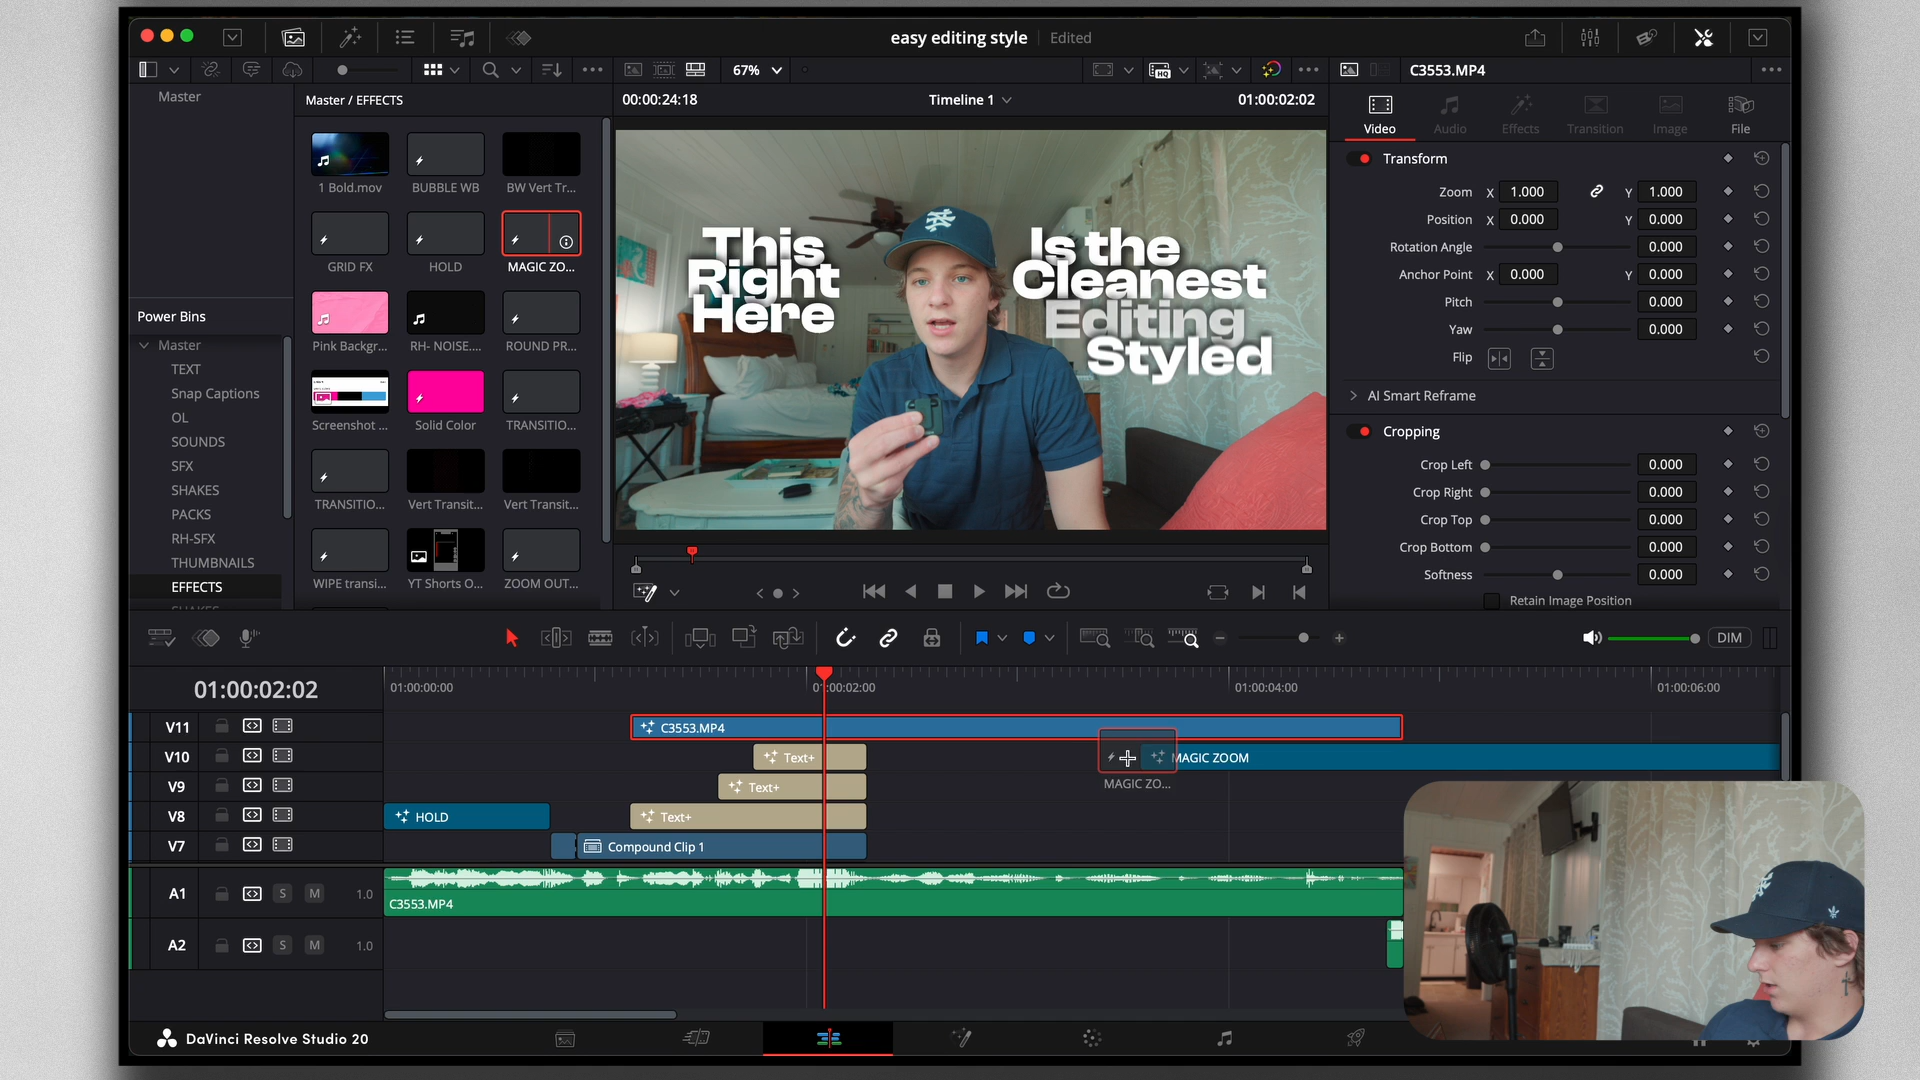 easy editing style
Edited
67%
C3553.MP4
Master
Master / EFFECTS
00:00:24:18
Timeline 1
01:00:02:02
Video
Audio
Effects
Transition
Image
File
1 Bold.mov
BUBBLE WB
BW Vert Tr...
GRID FX
HOLD
MAGIC ZO...
Pink Backgr...
RH- NOISE....
ROUND PR...
Screenshot ...
Solid Color
TRANSITIO...
TRANSITIO...
Vert Transit...
Vert Transit...
WIPE transi...
YT Shorts O...
ZOOM OUT...
Power Bins
Master
TEXT
Snap Captions
OL
SOUNDS
SFX
SHAKES
PACKS
RH-SFX
THUMBNAILS
EFFECTS
This
Right
Here
Is the
Cleanest
Editing
Styled
Transform
Zoom X 1.000 Y 1.000
Position X 0.000 Y 0.000
Rotation Angle 0.000
Anchor Point X 0.000 Y 0.000
Pitch 0.000
Yaw 0.000
Flip
AI Smart Reframe
Cropping
Crop Left 0.000
Crop Right 0.000
Crop Top 0.000
Crop Bottom 0.000
Softness 0.000
Retain Image Position
DIM
01:00:02:02
01:00:00:00
01:00:02:00
01:00:04:00
01:00:06:00
V11
C3553.MP4
V10
Text+
MAGIC ZOOM
MAGIC ZO...
V9
Text+
V8
HOLD
Text+
V7
Compound Clip 1
A1
S M 1.0
C3553.MP4
A2
S M 1.0
DaVinci Resolve Studio 20